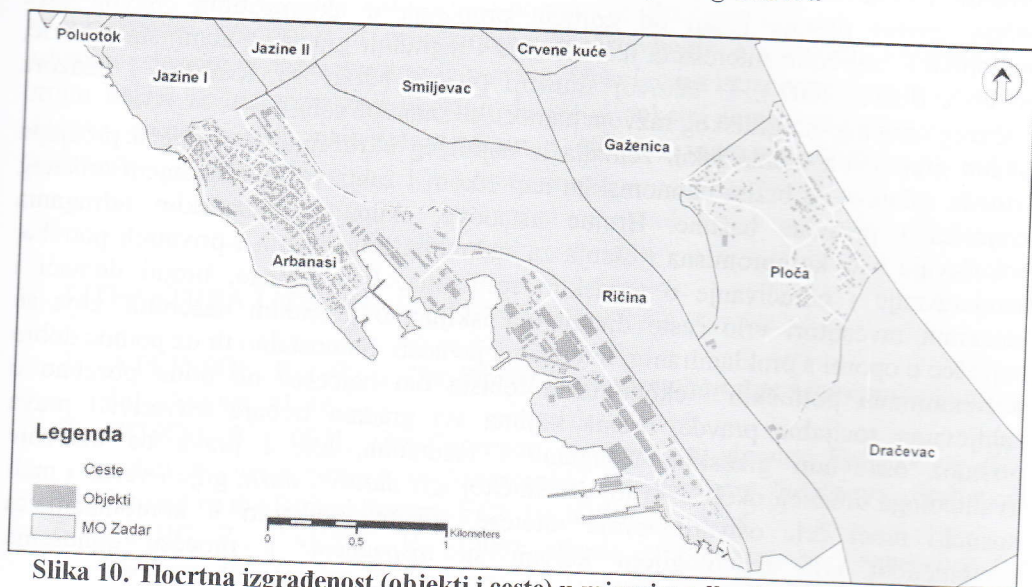 Poluotok
Jazine I
Jazine II
Crvene kuće
Smiljevac
Gaženica
Arbanasi
Ričina
Ploča
Dračevac
Legenda
Ceste
Objekti
MO Zadar
0 0,5 1 Kilometers
Slika 10. Tlocrtna izgrađenost (objekti i ceste)